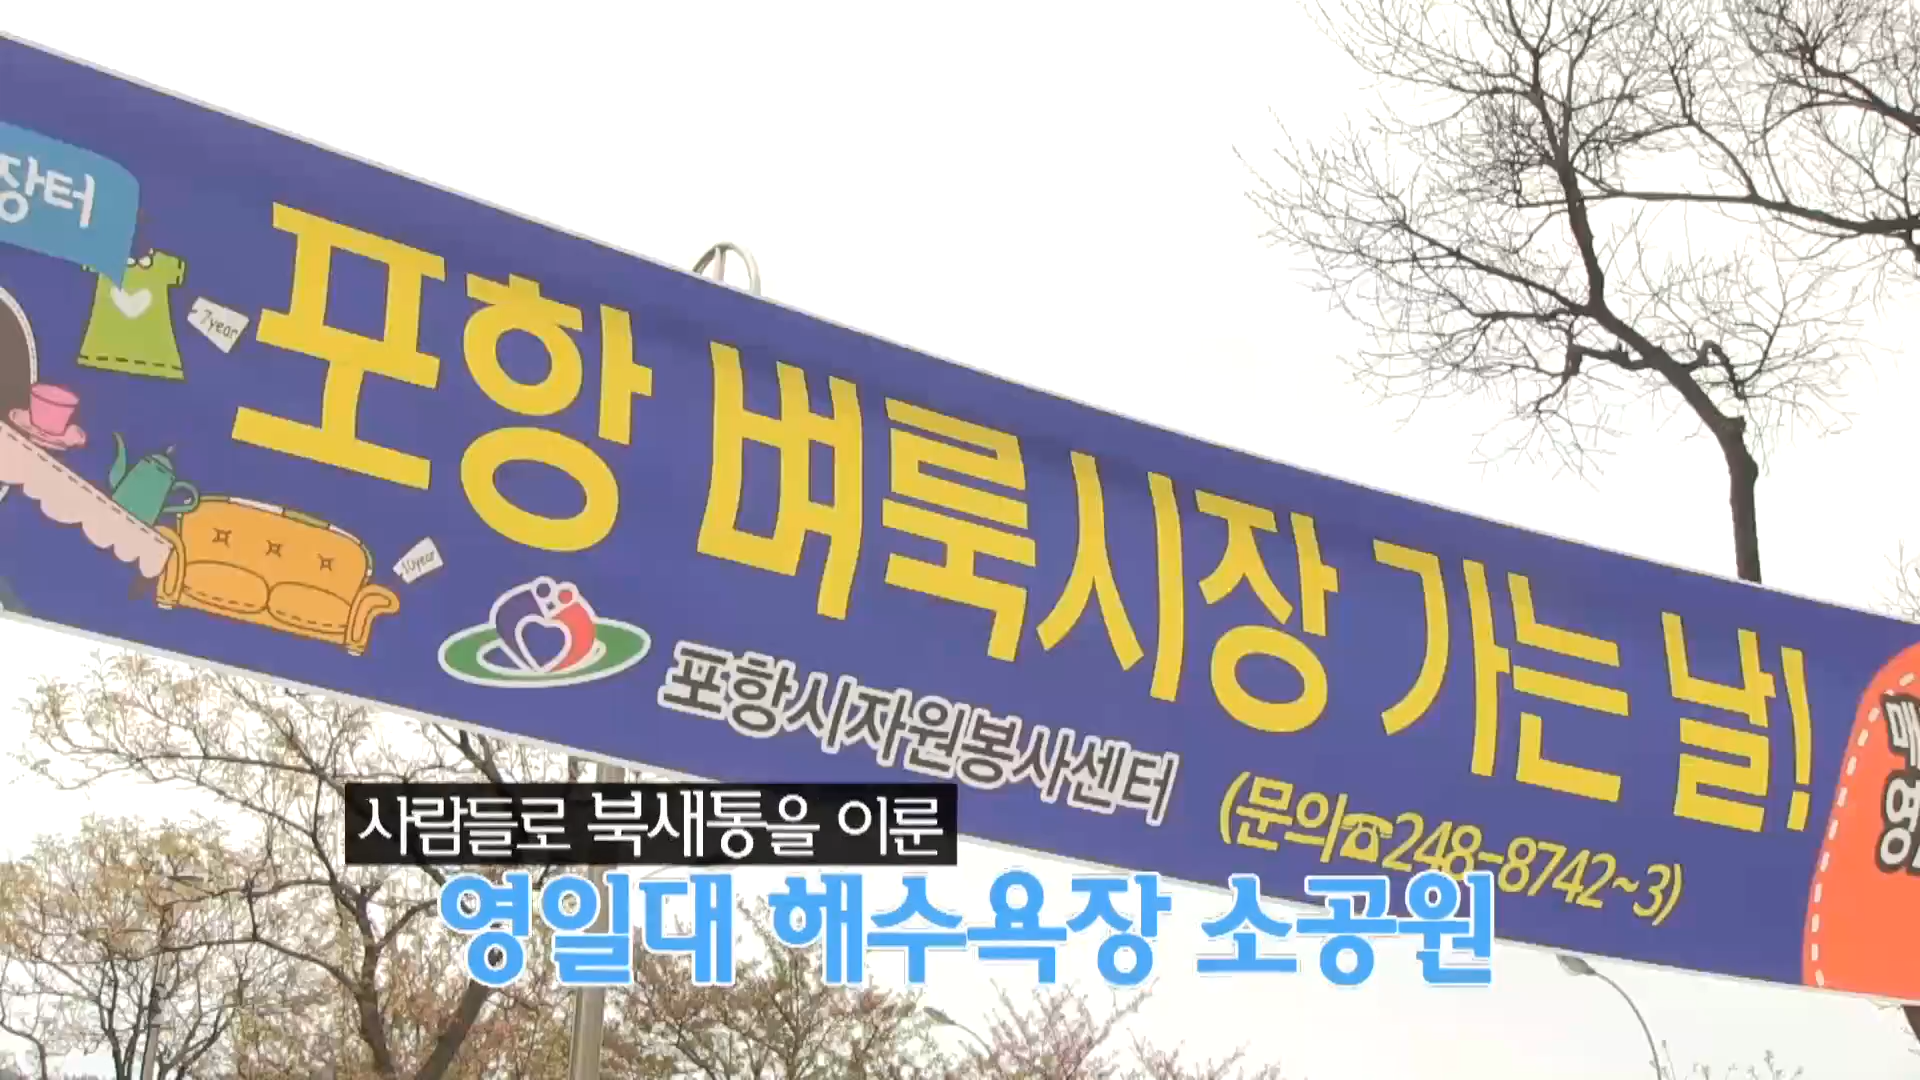 장터
7year
포항 벼룩시장 가는 날!
10year
포항시자원봉사센터
(문의☎248-8742~3)
사람들로 북새통을 이룬
영일대 해수욕장 소공원